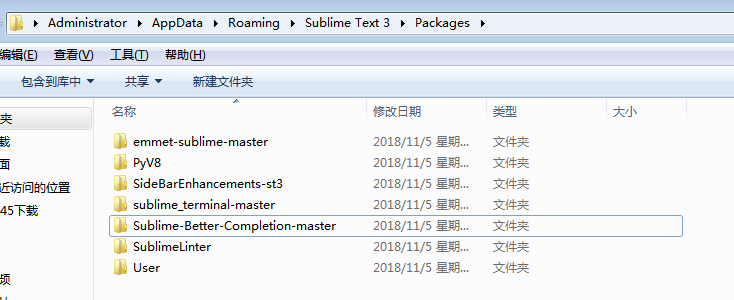 Administrator Ad AppData Roaming Sublime Text 3 Packages
编辑(E) 查看(V) 工具(T) 帮助(H)
包含到库中 共享 新建文件夹
名称 修改日期 类型 大小
夹
载
面
近访问的位置
45下载
频
emmet-sublime-master 2018/11/5 星期... 文件夹
PyV8 2018/11/5 星期... 文件夹
SideBarEnhancements-st3 2018/11/5 星期... 文件夹
sublime_terminal-master 2018/11/5 星期... 文件夹
Sublime-Better-Completion-master 2018/11/5 星期... 文件夹
SublimeLinter 2018/11/5 星期... 文件夹
User 2018/11/5 星期... 文件夹